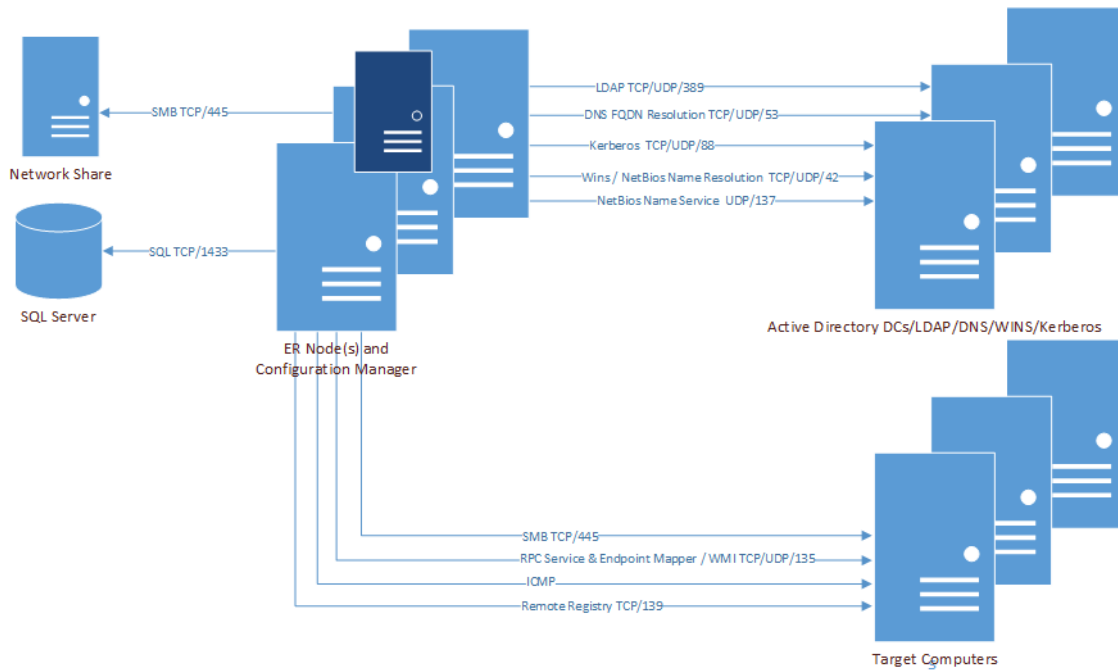 LDAP TCP/UDP/389
SMB TCP/445
DNS FQDN Resolution TCP/UDP/53
Kerberos TCP/UDP/88
Network Share
Wins / NetBios Name Resolution TCP/UDP/42
NetBios Name Service UDP/137
SQL TCP/1433
SQL Server
Active Directory DCs/LDAP/DNS/WINS/Kerberos
ER Node(s) and
Configuration Manager
SMB TCP/445
RPC Service & Endpoint Mapper / WMI TCP/UDP/135
ICMP
Remote Registry TCP/139
Target Computers